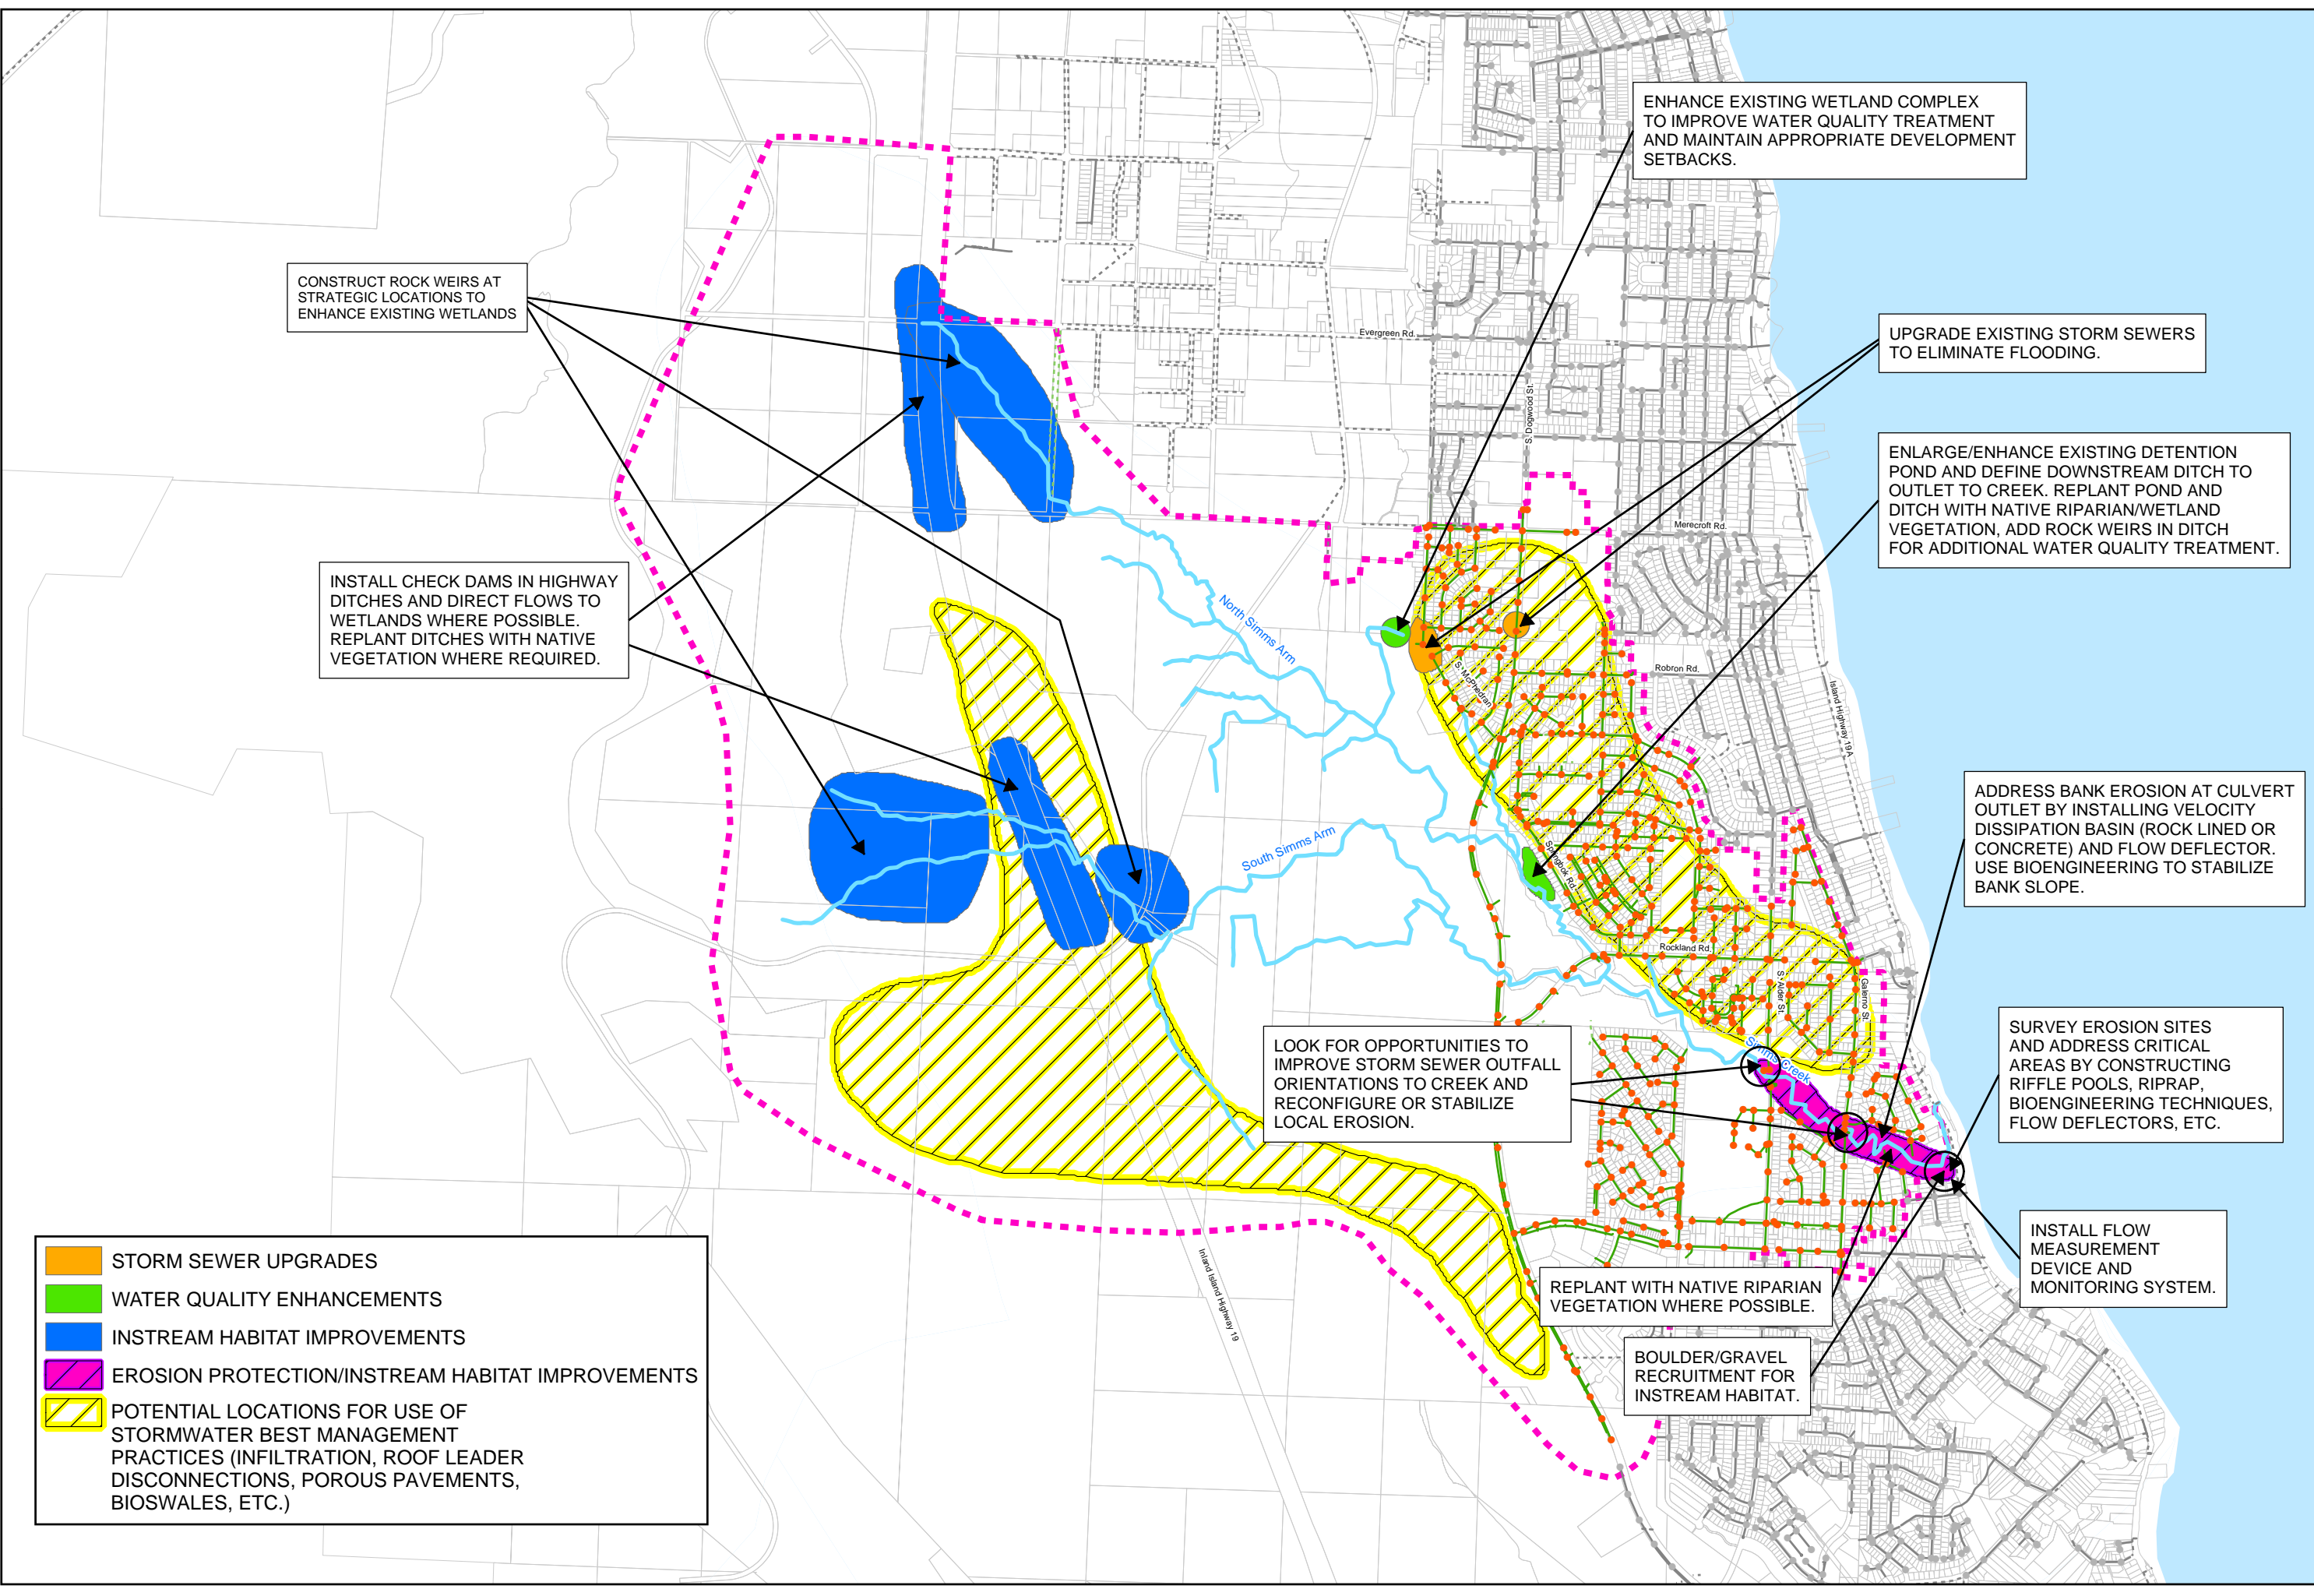 ENHANCE EXISTING WETLAND COMPLEX
TO IMPROVE WATER QUALITY TREATMENT
AND MAINTAIN APPROPRIATE DEVELOPMENT
SETBACKS.
CONSTRUCT ROCK WEIRS AT
STRATEGIC LOCATIONS TO
ENHANCE EXISTING WETLANDS
Evergreen Rd.
UPGRADE EXISTING STORM SEWERS
TO ELIMINATE FLOODING.
S. Dogwood St.
ENLARGE/ENHANCE EXISTING DETENTION
POND AND DEFINE DOWNSTREAM DITCH TO
OUTLET TO CREEK. REPLANT POND AND
DITCH WITH NATIVE RIPARIAN/WETLAND
VEGETATION, ADD ROCK WEIRS IN DITCH
FOR ADDITIONAL WATER QUALITY TREATMENT.
Merecroft Rd.
INSTALL CHECK DAMS IN HIGHWAY
DITCHES AND DIRECT FLOWS TO
WETLANDS WHERE POSSIBLE.
REPLANT DITCHES WITH NATIVE
VEGETATION WHERE REQUIRED.
North Simms Arm
S. McPhedran
Robron Rd.
Island Highway 19A
ADDRESS BANK EROSION AT CULVERT
OUTLET BY INSTALLING VELOCITY
DISSIPATION BASIN (ROCK LINED OR
CONCRETE) AND FLOW DEFLECTOR.
USE BIOENGINEERING TO STABILIZE
BANK SLOPE.
South Simms Arm
Springbok Rd.
Rockland Rd.
S. Alder St.
Galerno St.
LOOK FOR OPPORTUNITIES TO
IMPROVE STORM SEWER OUTFALL
ORIENTATIONS TO CREEK AND
RECONFIGURE OR STABILIZE
LOCAL EROSION.
Simms Creek
SURVEY EROSION SITES
AND ADDRESS CRITICAL
AREAS BY CONSTRUCTING
RIFFLE POOLS, RIPRAP,
BIOENGINEERING TECHNIQUES,
FLOW DEFLECTORS, ETC.
INSTALL FLOW
MEASUREMENT
DEVICE AND
MONITORING SYSTEM.
Inland Island Highway 19
REPLANT WITH NATIVE RIPARIAN
VEGETATION WHERE POSSIBLE.
BOULDER/GRAVEL
RECRUITMENT FOR
INSTREAM HABITAT.
STORM SEWER UPGRADES
WATER QUALITY ENHANCEMENTS
INSTREAM HABITAT IMPROVEMENTS
EROSION PROTECTION/INSTREAM HABITAT IMPROVEMENTS
POTENTIAL LOCATIONS FOR USE OF
STORMWATER BEST MANAGEMENT
PRACTICES (INFILTRATION, ROOF LEADER
DISCONNECTIONS, POROUS PAVEMENTS,
BIOSWALES, ETC.)